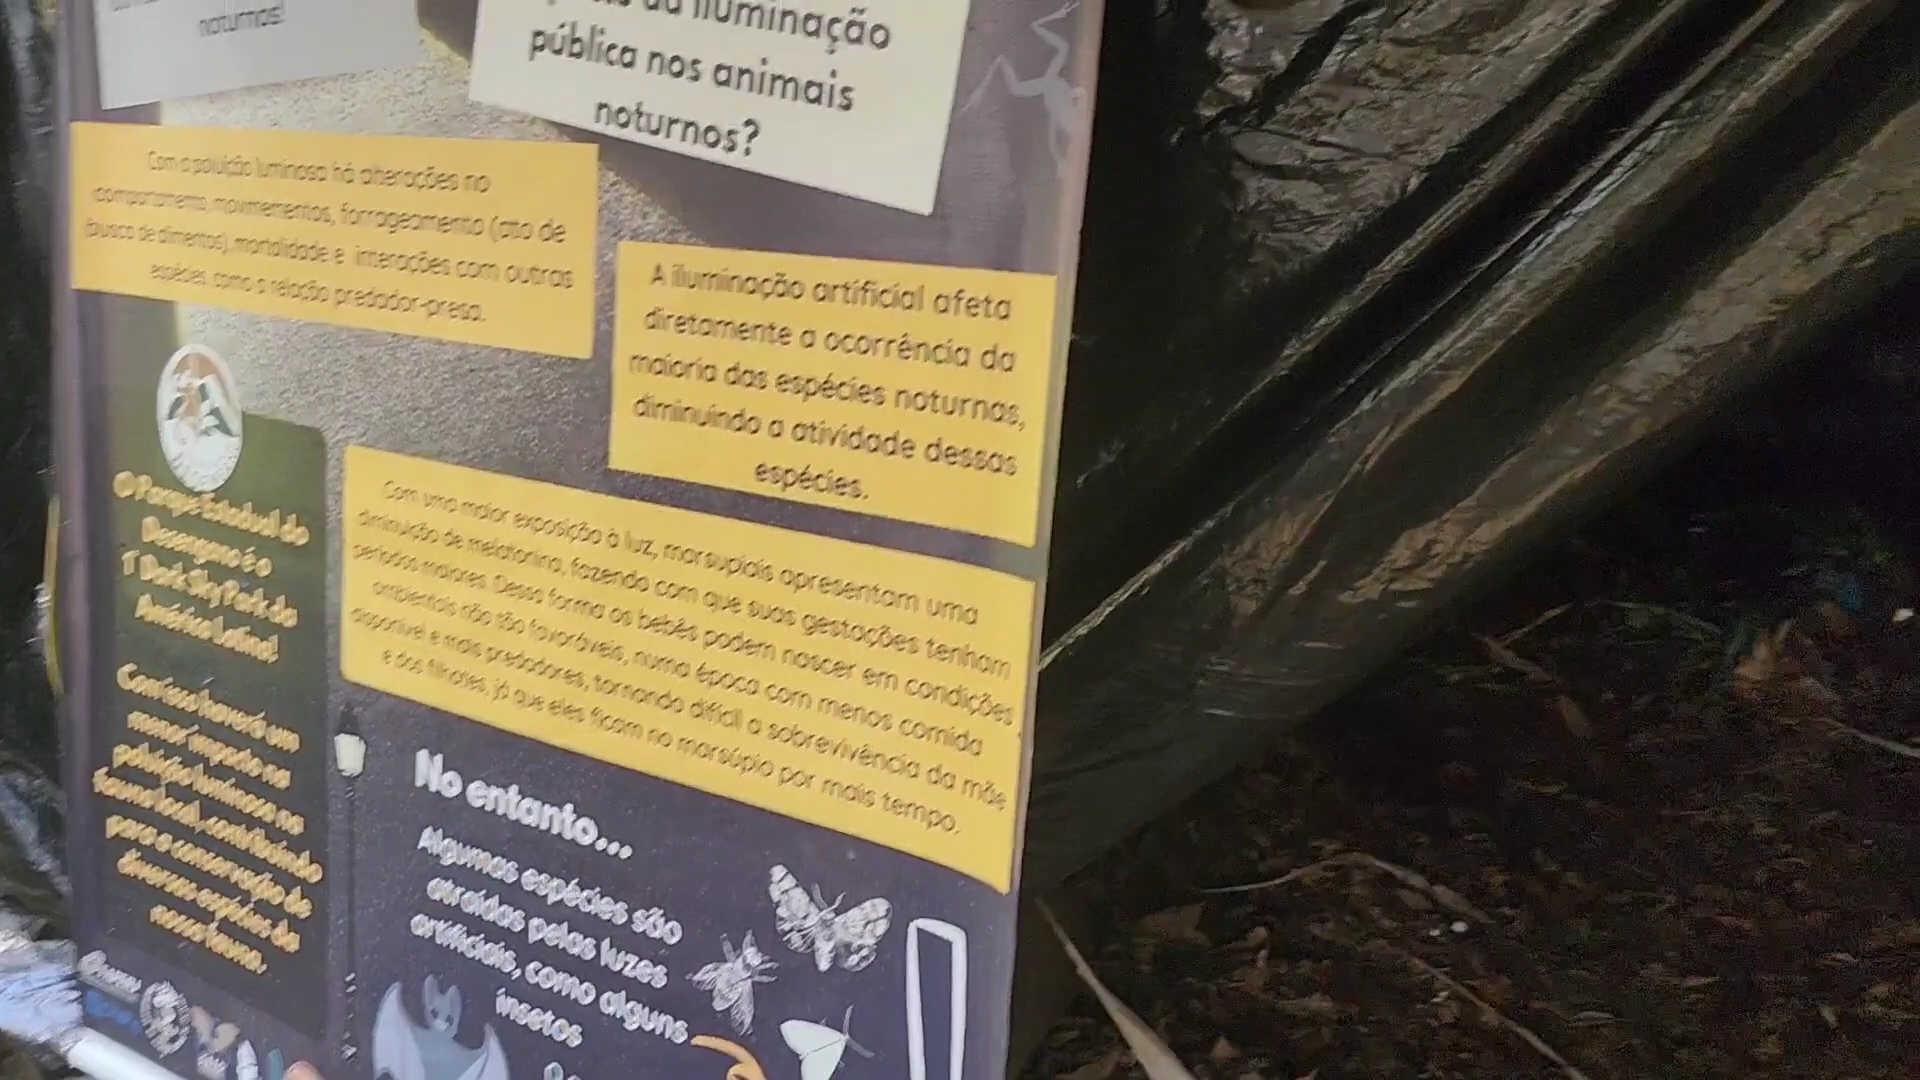 noturnos!
da iluminação
pública nos animais
noturnos?
Com a poluição luminosa há alterações no
comportamento, movimentos, forrageamento (ato de
busca de alimentos), mortalidade e interações com outras
espécies como a relação predador-presa.
A iluminação artificial afeta
diretamente a ocorrência da
maioria das espécies noturnas,
diminuindo a atividade dessas
espécies.
Com uma maior exposição à luz, marsupiais apresentam uma
diminuição de melatonina, fazendo com que suas gestações tenham
períodos maiores. Dessa forma os bebês podem nascer em condições
ambientais não tão favoráveis, numa época com menos comida
disponível e mais predadores, tornando difícil a sobrevivência da mãe
e dos filhotes, já que eles ficam no marsúpio por mais tempo.
O Parque Estadual do
Desengano é o
1° Dark Sky Park da
América Latina!
Com isso haverá um
menor impacto na
poluição luminosa na
fauna local, contribuindo
para a conservação de
diversas espécies da
nossa fauna.
No entanto...
Algumas espécies são
atraídas pelas luzes
artificiais, como alguns
insetos